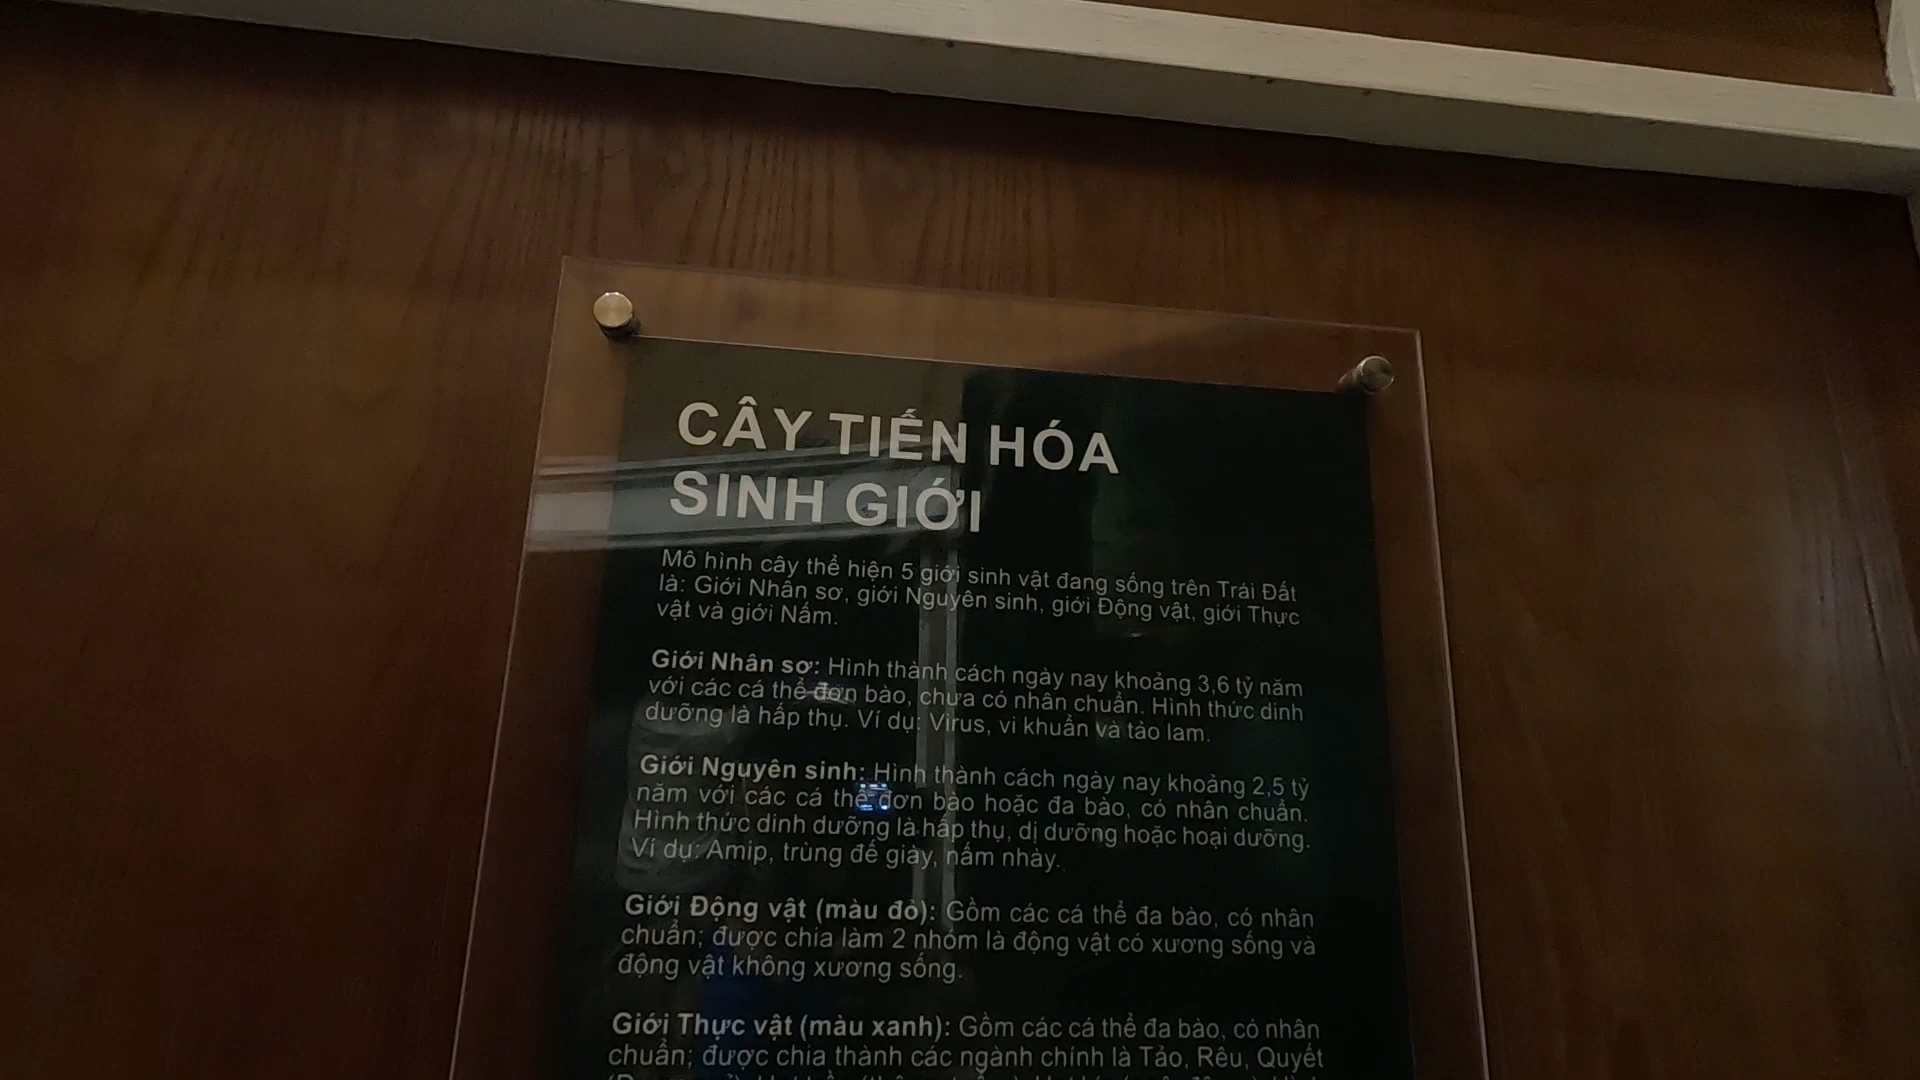 CÂY TIẾN HÓA
SINH GIỚI
Mô hình cây thể hiện 5 giới sinh vật đang sống trên Trái Đất
là: Giới Nhân sơ, giới Nguyên sinh, giới Động vật, giới Thực
vật và giới Nấm.
Giới Nhân sơ: Hình thành cách ngày nay khoảng 3,6 tỷ năm
với các cá thể đơn bào, chưa có nhân chuẩn. Hình thức dinh
dưỡng là hấp thụ. Ví dụ: Virus, vi khuẩn và tảo lam.
Giới Nguyên sinh: Hình thành cách ngày nay khoảng 2,5 tỷ
năm với các cá thể đơn bào hoặc đa bào, có nhân chuẩn.
Hình thức dinh dưỡng là hấp thụ, dị dưỡng hoặc hoại dưỡng.
Ví dụ: Amip, trùng đế giày, nấm nhày.
Giới Động vật (màu đỏ): Gồm các cá thể đa bào, có nhân
chuẩn; được chia làm 2 nhóm là động vật có xương sống và
động vật không xương sống.
Giới Thực vật (màu xanh): Gồm các cá thể đa bào, có nhân
chuẩn; được chia thành các ngành chính là Tảo, Rêu, Quyết